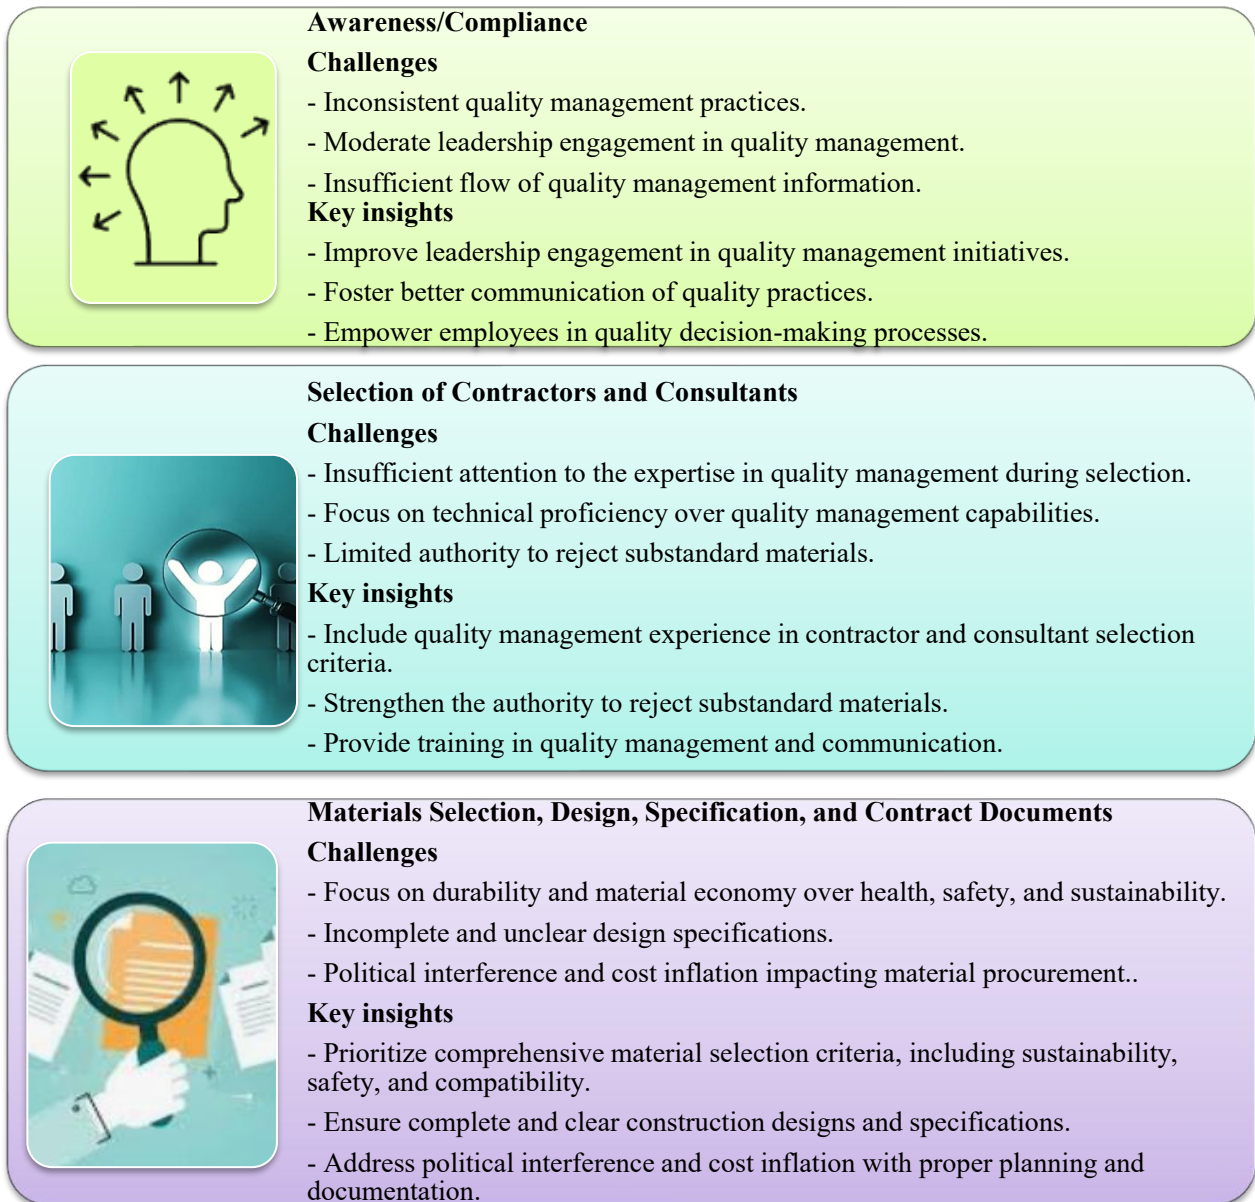 Awareness/Compliance
Challenges
- Inconsistent quality management practices.
- Moderate leadership engagement in quality management.
- Insufficient flow of quality management information.
Key insights
- Improve leadership engagement in quality management initiatives.
- Foster better communication of quality practices.
- Empower employees in quality decision-making processes.
Selection of Contractors and Consultants
Challenges
- Insufficient attention to the expertise in quality management during selection.
- Focus on technical proficiency over quality management capabilities.
- Limited authority to reject substandard materials.
Key insights
- Include quality management experience in contractor and consultant selection
criteria.
- Strengthen the authority to reject substandard materials.
- Provide training in quality management and communication.
Materials Selection, Design, Specification, and Contract Documents
Challenges
- Focus on durability and material economy over health, safety, and sustainability.
- Incomplete and unclear design specifications.
- Political interference and cost inflation impacting material procurement..
Key insights
- Prioritize comprehensive material selection criteria, including sustainability,
safety, and compatibility.
- Ensure complete and clear construction designs and specifications.
- Address political interference and cost inflation with proper planning and
documentation.